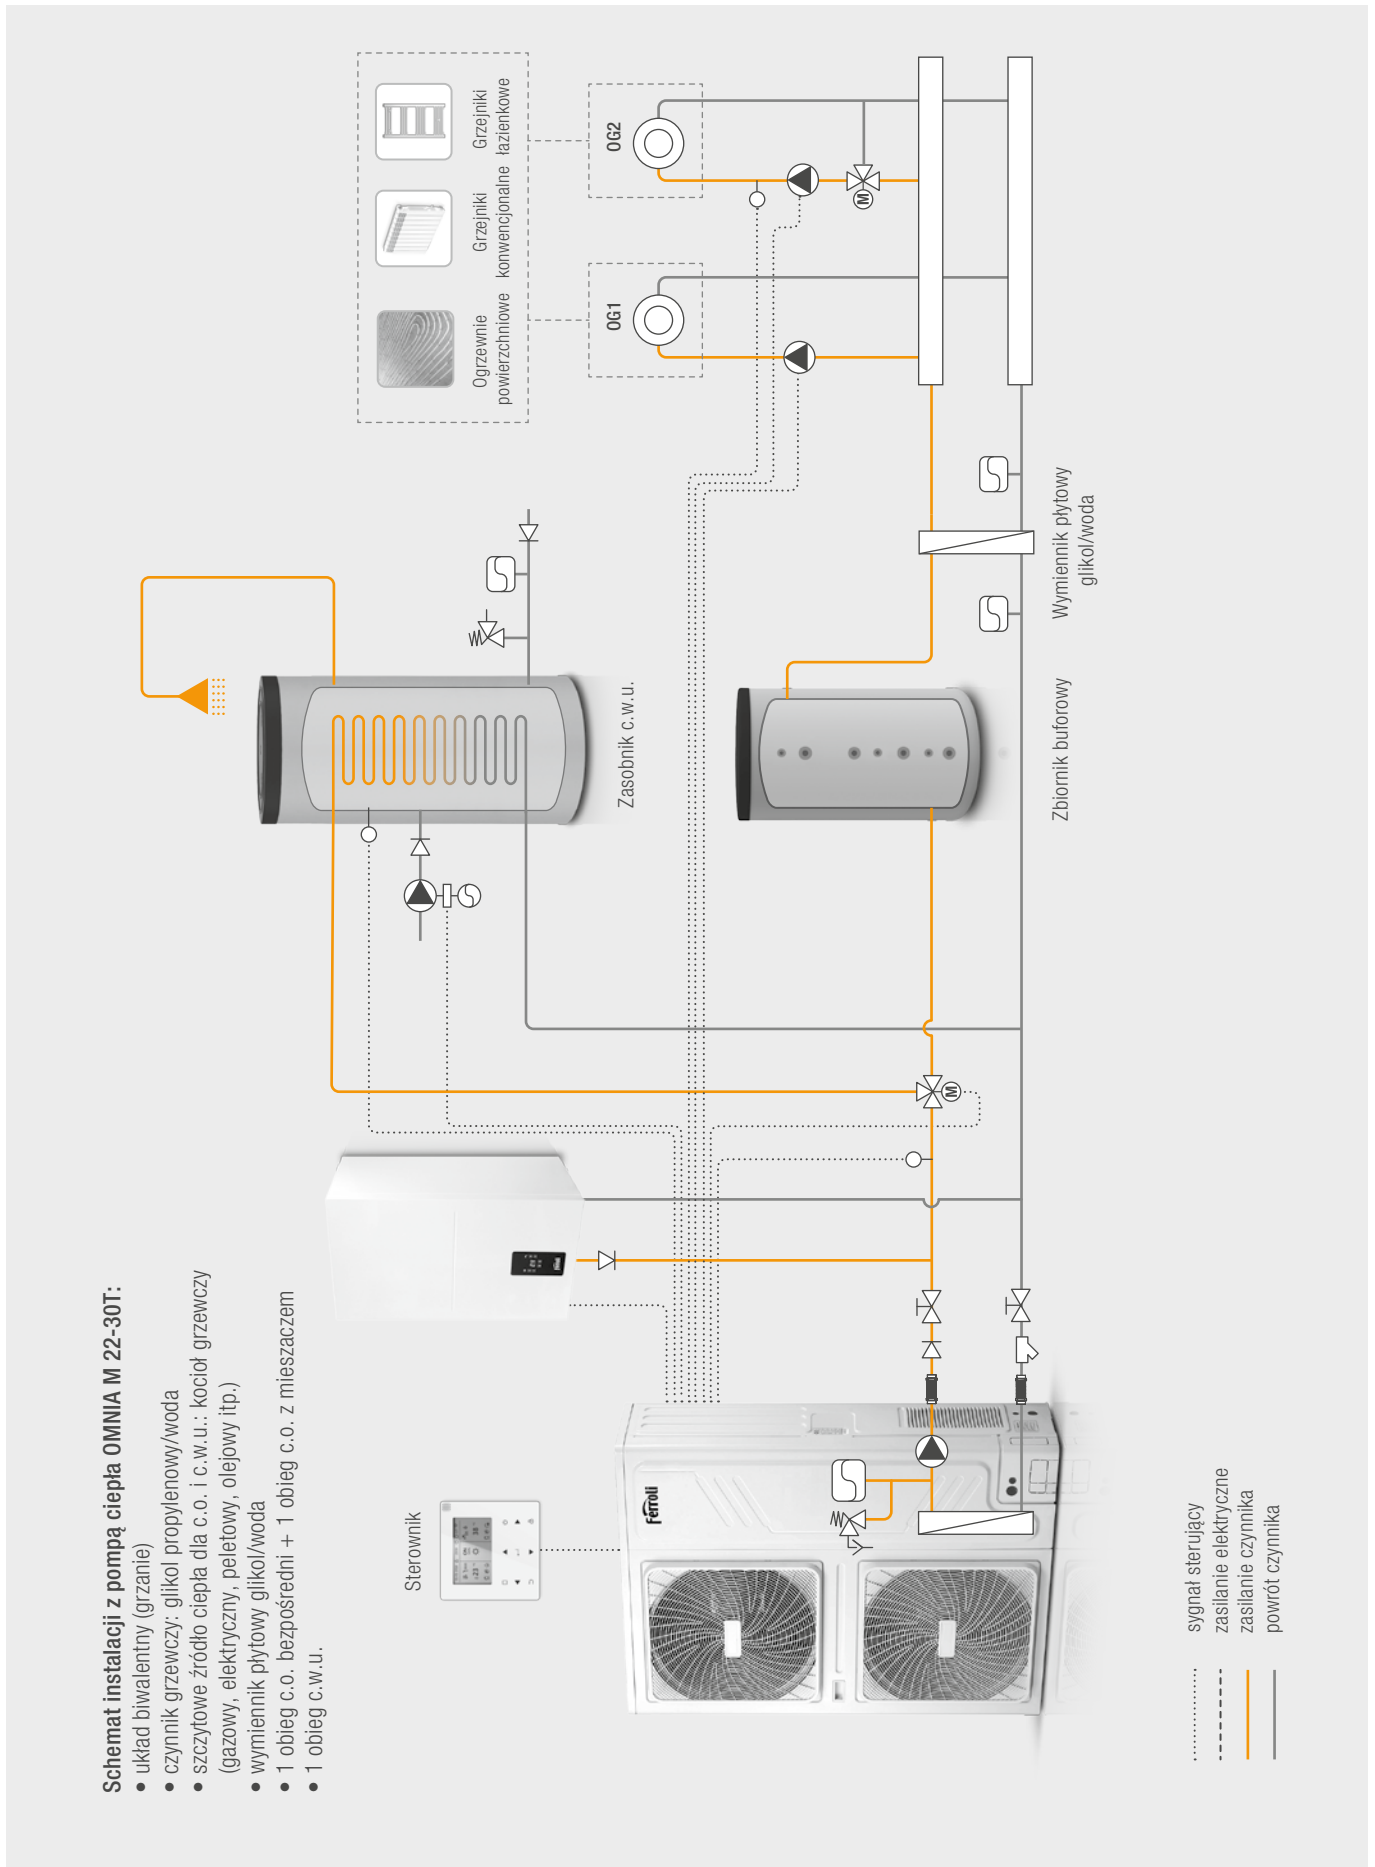 Schemat instalacji z pompą ciepła OMNIA M 22-30T:
• układ biwalentny (grzanie)
• czynnik grzewczy: glikol propylenowy/woda
• szczytowe źródło ciepła dla c.o. i c.w.u.: kocioł grzewczy
(gazowy, elektryczny, peletowy, olejowy itp.)
• wymiennik płytowy glikol/woda
• 1 obieg c.o. bezpośredni + 1 obieg c.o. z mieszaczem
• 1 obieg c.w.u.
Sterownik
Ferroli
M
Zasobnik c.w.u.
Zbiornik buforowy
Wymiennik płytowy
glikol/woda
OG1
OG2
M
Ogrzewnie
powierzchniowe
Grzejniki
konwencjonalne
Grzejniki
łazienkowe
sygnał sterujący
zasilanie elektryczne
zasilanie czynnika
powrót czynnika